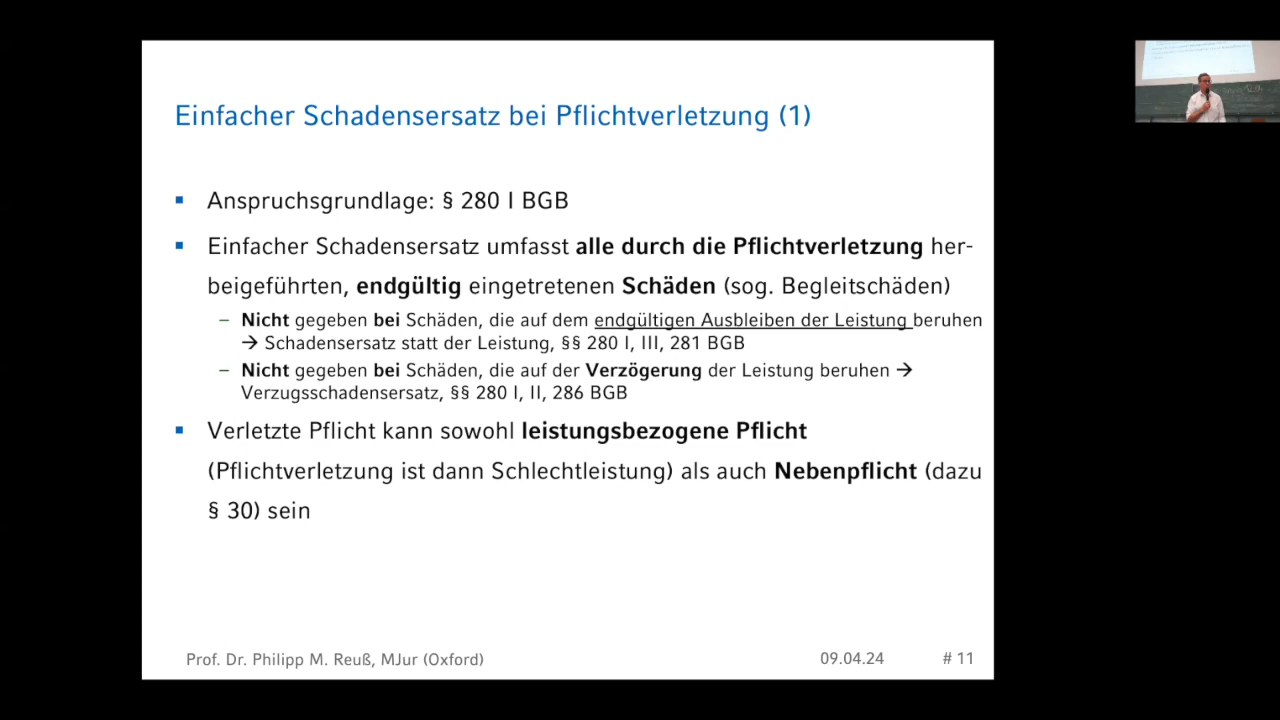 Einfacher Schadensersatz bei Pflichtverletzung (1)
▪ Anspruchsgrundlage: § 280 I BGB
▪ Einfacher Schadensersatz umfasst alle durch die Pflichtverletzung her-
beigeführten, endgültig eingetretenen Schäden (sog. Begleitschäden)
– Nicht gegeben bei Schäden, die auf dem endgültigen Ausbleiben der Leistung beruhen
→ Schadensersatz statt der Leistung, §§ 280 I, III, 281 BGB
– Nicht gegeben bei Schäden, die auf der Verzögerung der Leistung beruhen →
Verzugsschadensersatz, §§ 280 I, II, 286 BGB
▪ Verletzte Pflicht kann sowohl leistungsbezogene Pflicht
(Pflichtverletzung ist dann Schlechtleistung) als auch Nebenpflicht (dazu
§ 30) sein
Prof. Dr. Philipp M. Reuß, MJur (Oxford) 09.04.24 # 11